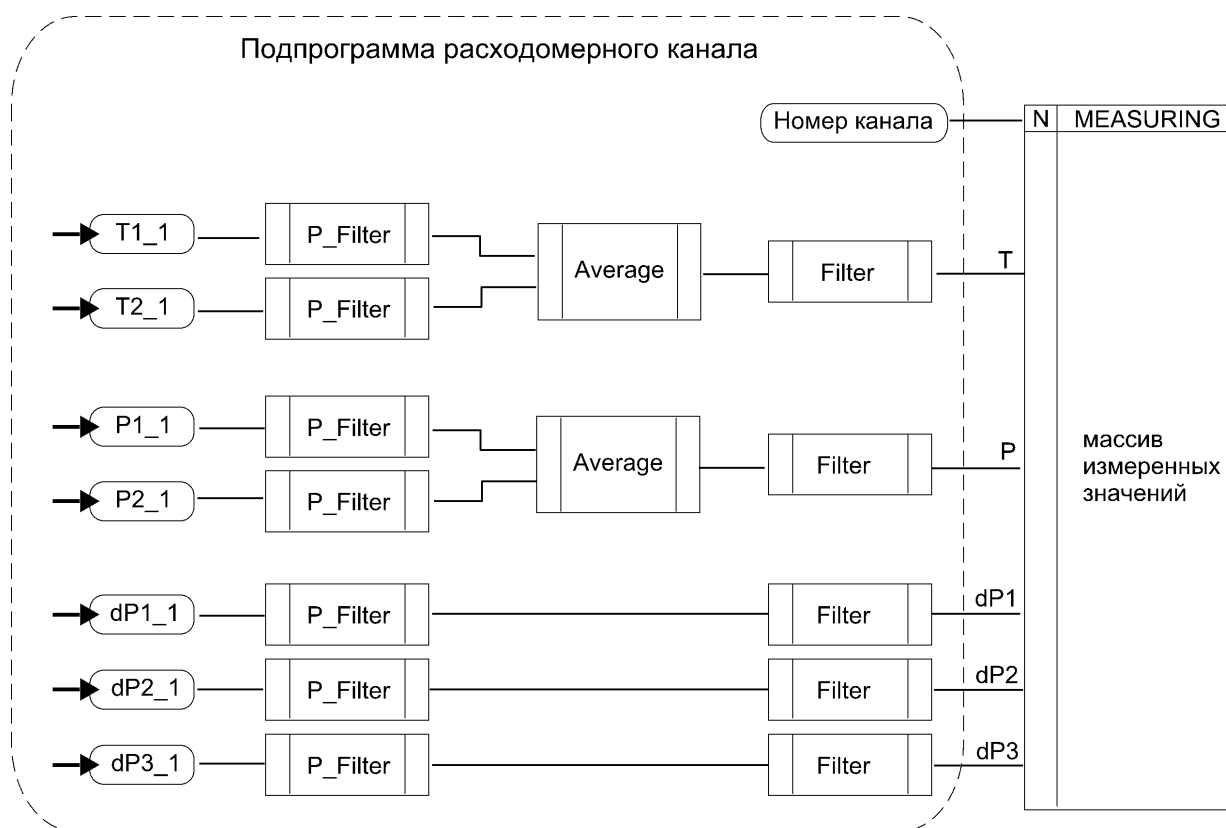 Подпрограмма расходомерного канала
Номер канала
N
MEASURING
T1_1
P_Filter
T2_1
P_Filter
Average
Filter
T
P1_1
P_Filter
P2_1
P_Filter
Average
Filter
P
массив
измеренных
значений
dP1_1
P_Filter
Filter
dP1
dP2_1
P_Filter
Filter
dP2
dP3_1
P_Filter
Filter
dP3